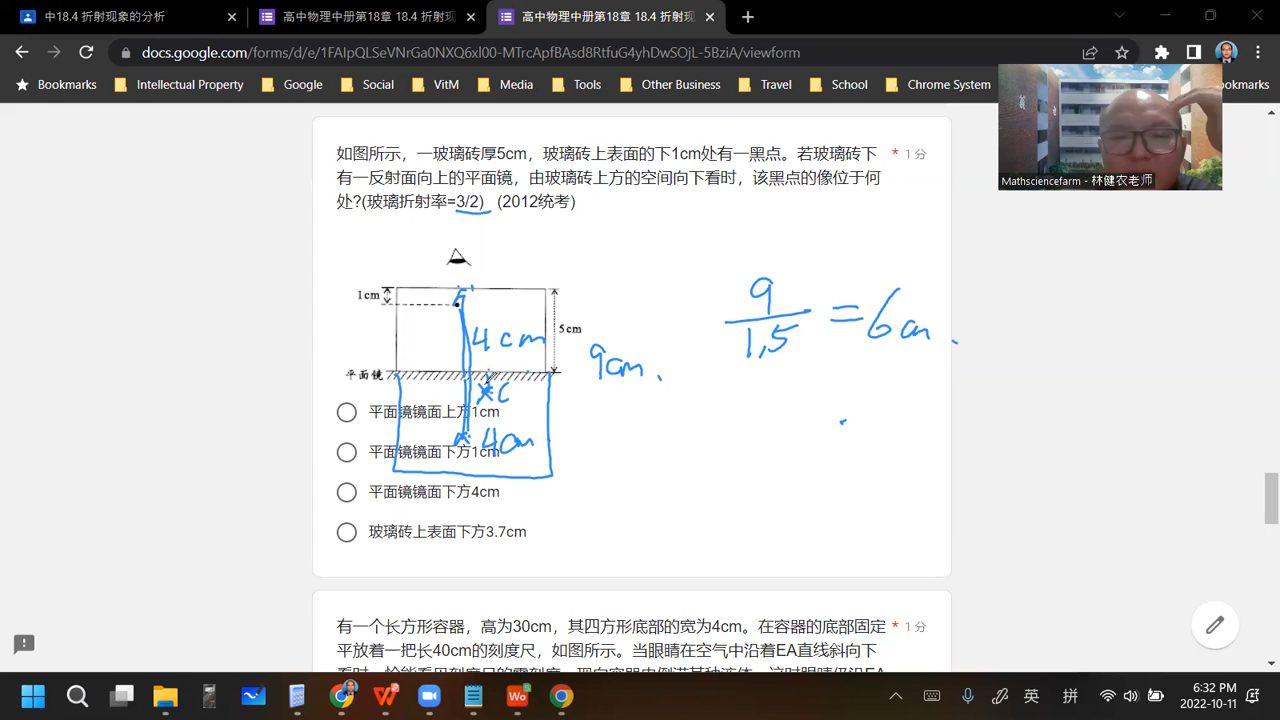 中18.4 折射现象的分析
高中物理中册第18章 18.4 折射现
高中物理中册第18章 18.4 折射现
docs.google.com/forms/d/e/1FAIpQLSeVNrGa0NXQ6xl00-MTrcApfBAsd8RtfuG4yhDwSOjL-5BziA/viewform
Bookmarks
Intellectual Property
Google
Social
VitM
Media
Tools
Other Business
Travel
School
Chrome System
okmarks
Mathsciencefarm - 林健农老师
如图所示，一玻璃砖厚5cm，玻璃砖上表面的下1cm处有一黑点。若玻璃砖下 * 1 分
有一反射面向上的平面镜，由玻璃砖上方的空间向下看时，该黑点的像位于何
处?(玻璃折射率=3/2) (2012统考)
1cm
5cm
4cm
9cm.
9
1,5
=6cm.
平面镜
4cm
平面镜镜面上方1cm
平面镜镜面下方1cm
平面镜镜面下方4cm
玻璃砖上表面下方3.7cm
有一个长方形容器，高为30cm，其四方形底部的宽为4cm。在容器的底部固定 * 1 分
平放着一把长40cm的刻度尺，如图所示。当眼睛在空气中沿着EA直线斜向下
英
拼
6:32 PM
2022-10-11